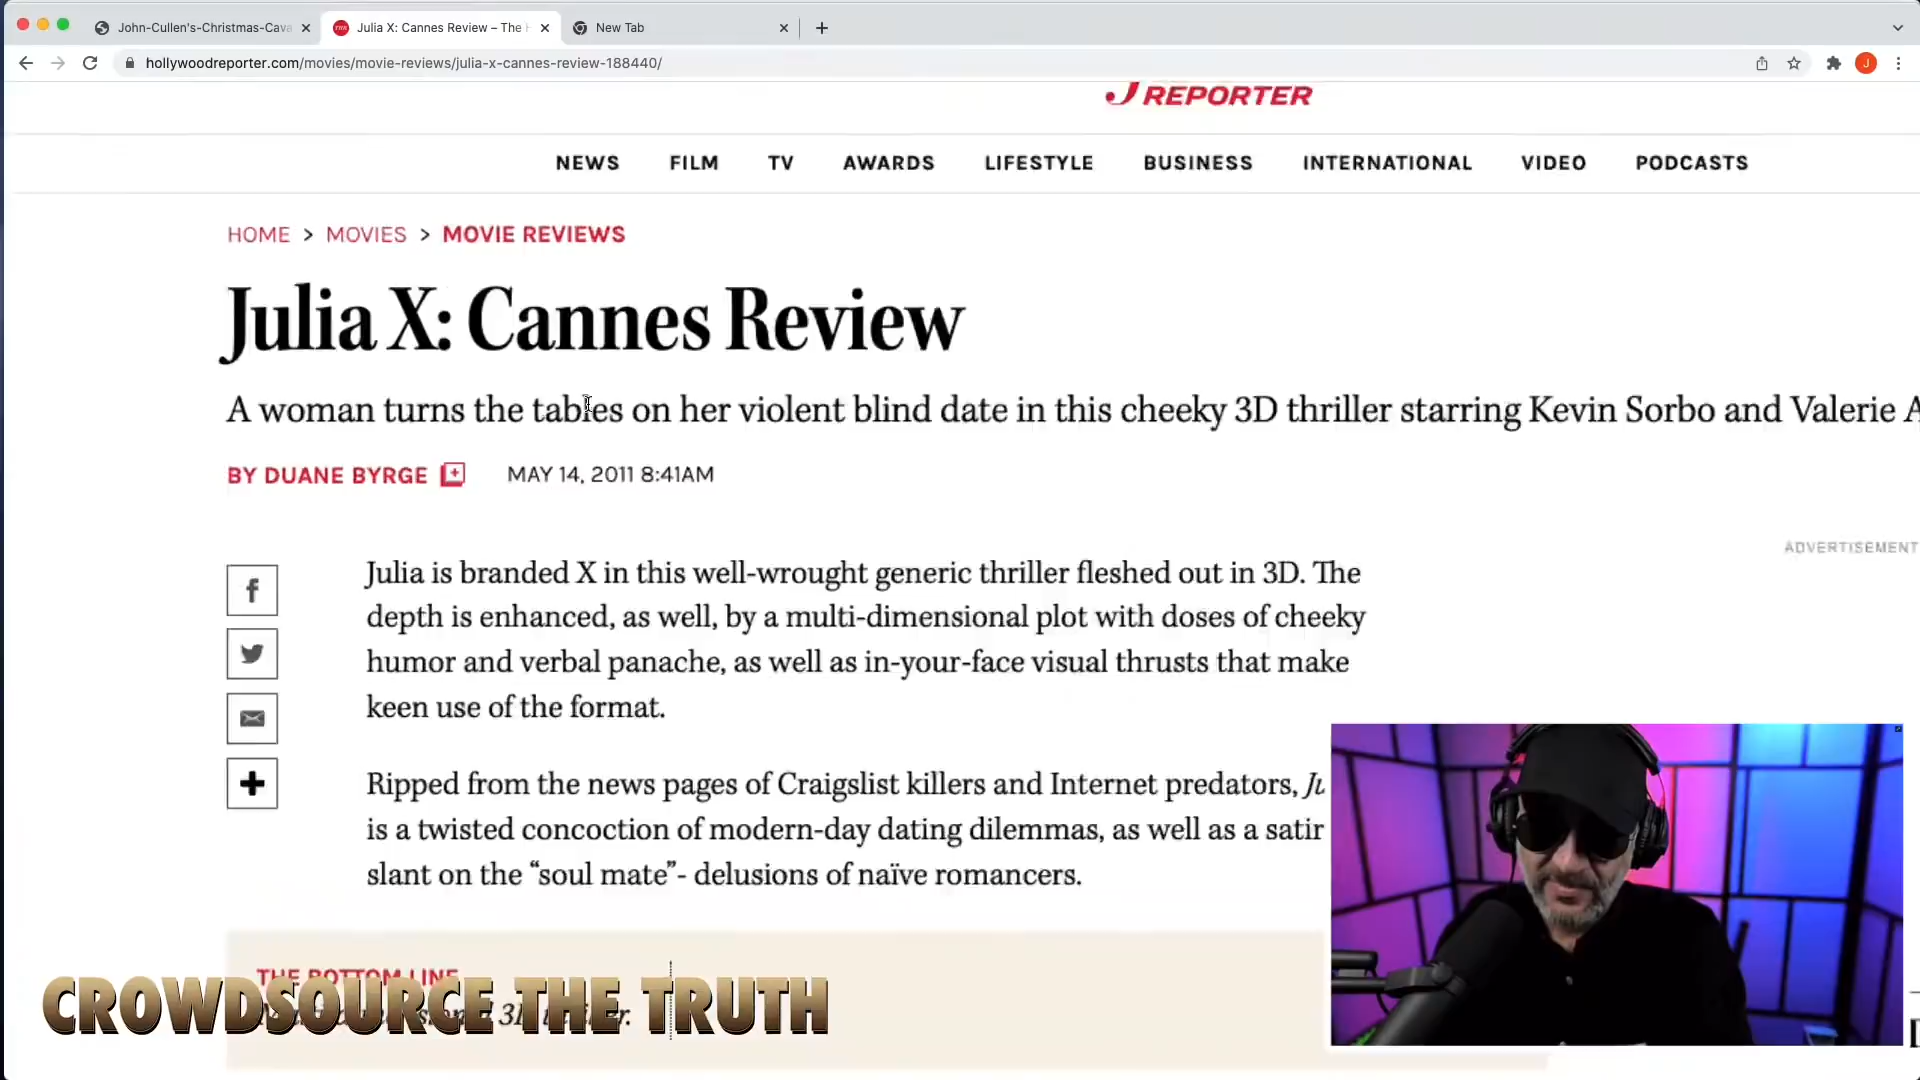 John-Cullen's-Christmas-Cava
Julia X: Cannes Review – The H
New Tab
hollywoodreporter.com/movies/movie-reviews/julia-x-cannes-review-188440/
J
REPORTER
NEWS FILM TV AWARDS LIFESTYLE BUSINESS INTERNATIONAL VIDEO PODCASTS
HOME > MOVIES > MOVIE REVIEWS
Julia X: Cannes Review
A woman turns the tables on her violent blind date in this cheeky 3D thriller starring Kevin Sorbo and Valerie A
BY DUANE BYRGE MAY 14, 2011 8:41AM
ADVERTISEMENT
Julia is branded X in this well-wrought generic thriller fleshed out in 3D. The
depth is enhanced, as well, by a multi-dimensional plot with doses of cheeky
humor and verbal panache, as well as in-your-face visual thrusts that make
keen use of the format.
Ripped from the news pages of Craigslist killers and Internet predators, Ju
is a twisted concoction of modern-day dating dilemmas, as well as a satir
slant on the “soul mate”- delusions of naïve romancers.
THE BOTTOM LINE
CROWDSOURCE THE TRUTH